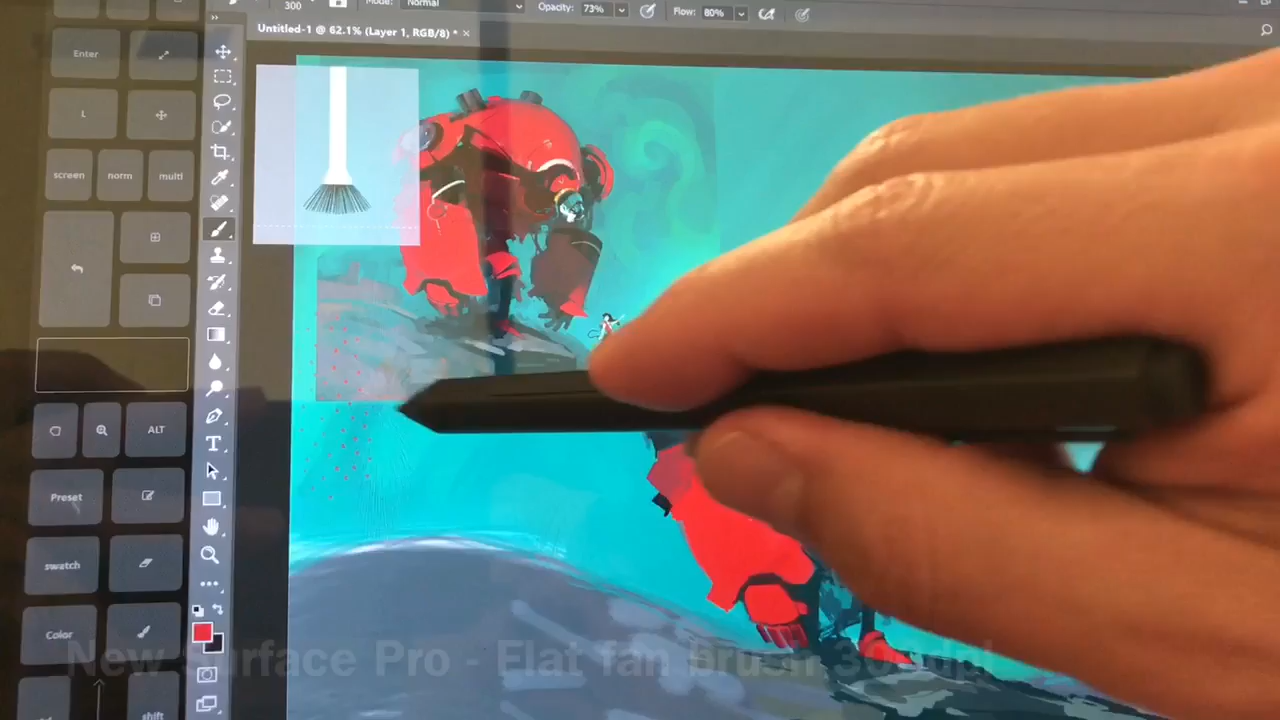 300
Mode: Normal
Opacity: 73%
Flow: 80%
Untitled-1 @ 62.1% (Layer 1, RGB/8) *
Enter
L
screen
norm
multi
ALT
Preset
swatch
Color
shift
T
New Surface Pro - Flat fan brush 300dpi